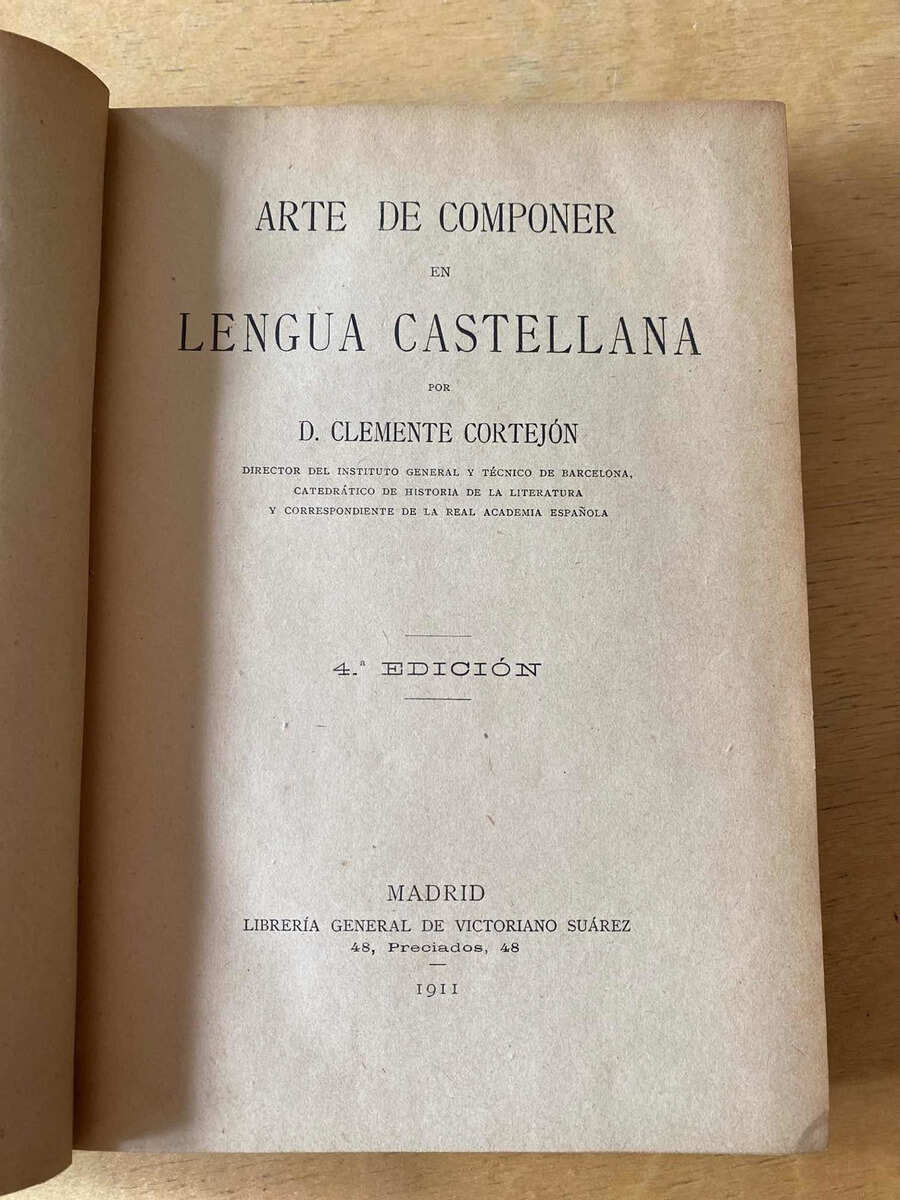 ARTE DE COMPONER
EN
LENGUA CASTELLANA
POR
D. CLEMENTE CORTEJÓN
DIRECTOR DEL INSTITUTO GENERAL Y TÉCNICO DE BARCELONA,
CATEDRÁTICO DE HISTORIA DE LA LITERATURA
Y CORRESPONDIENTE DE LA REAL ACADEMIA ESPAÑOLA
4.ª EDICIÓN
MADRID
LIBRERÍA GENERAL DE VICTORIANO SUÁREZ
48, Preciados, 48
1911